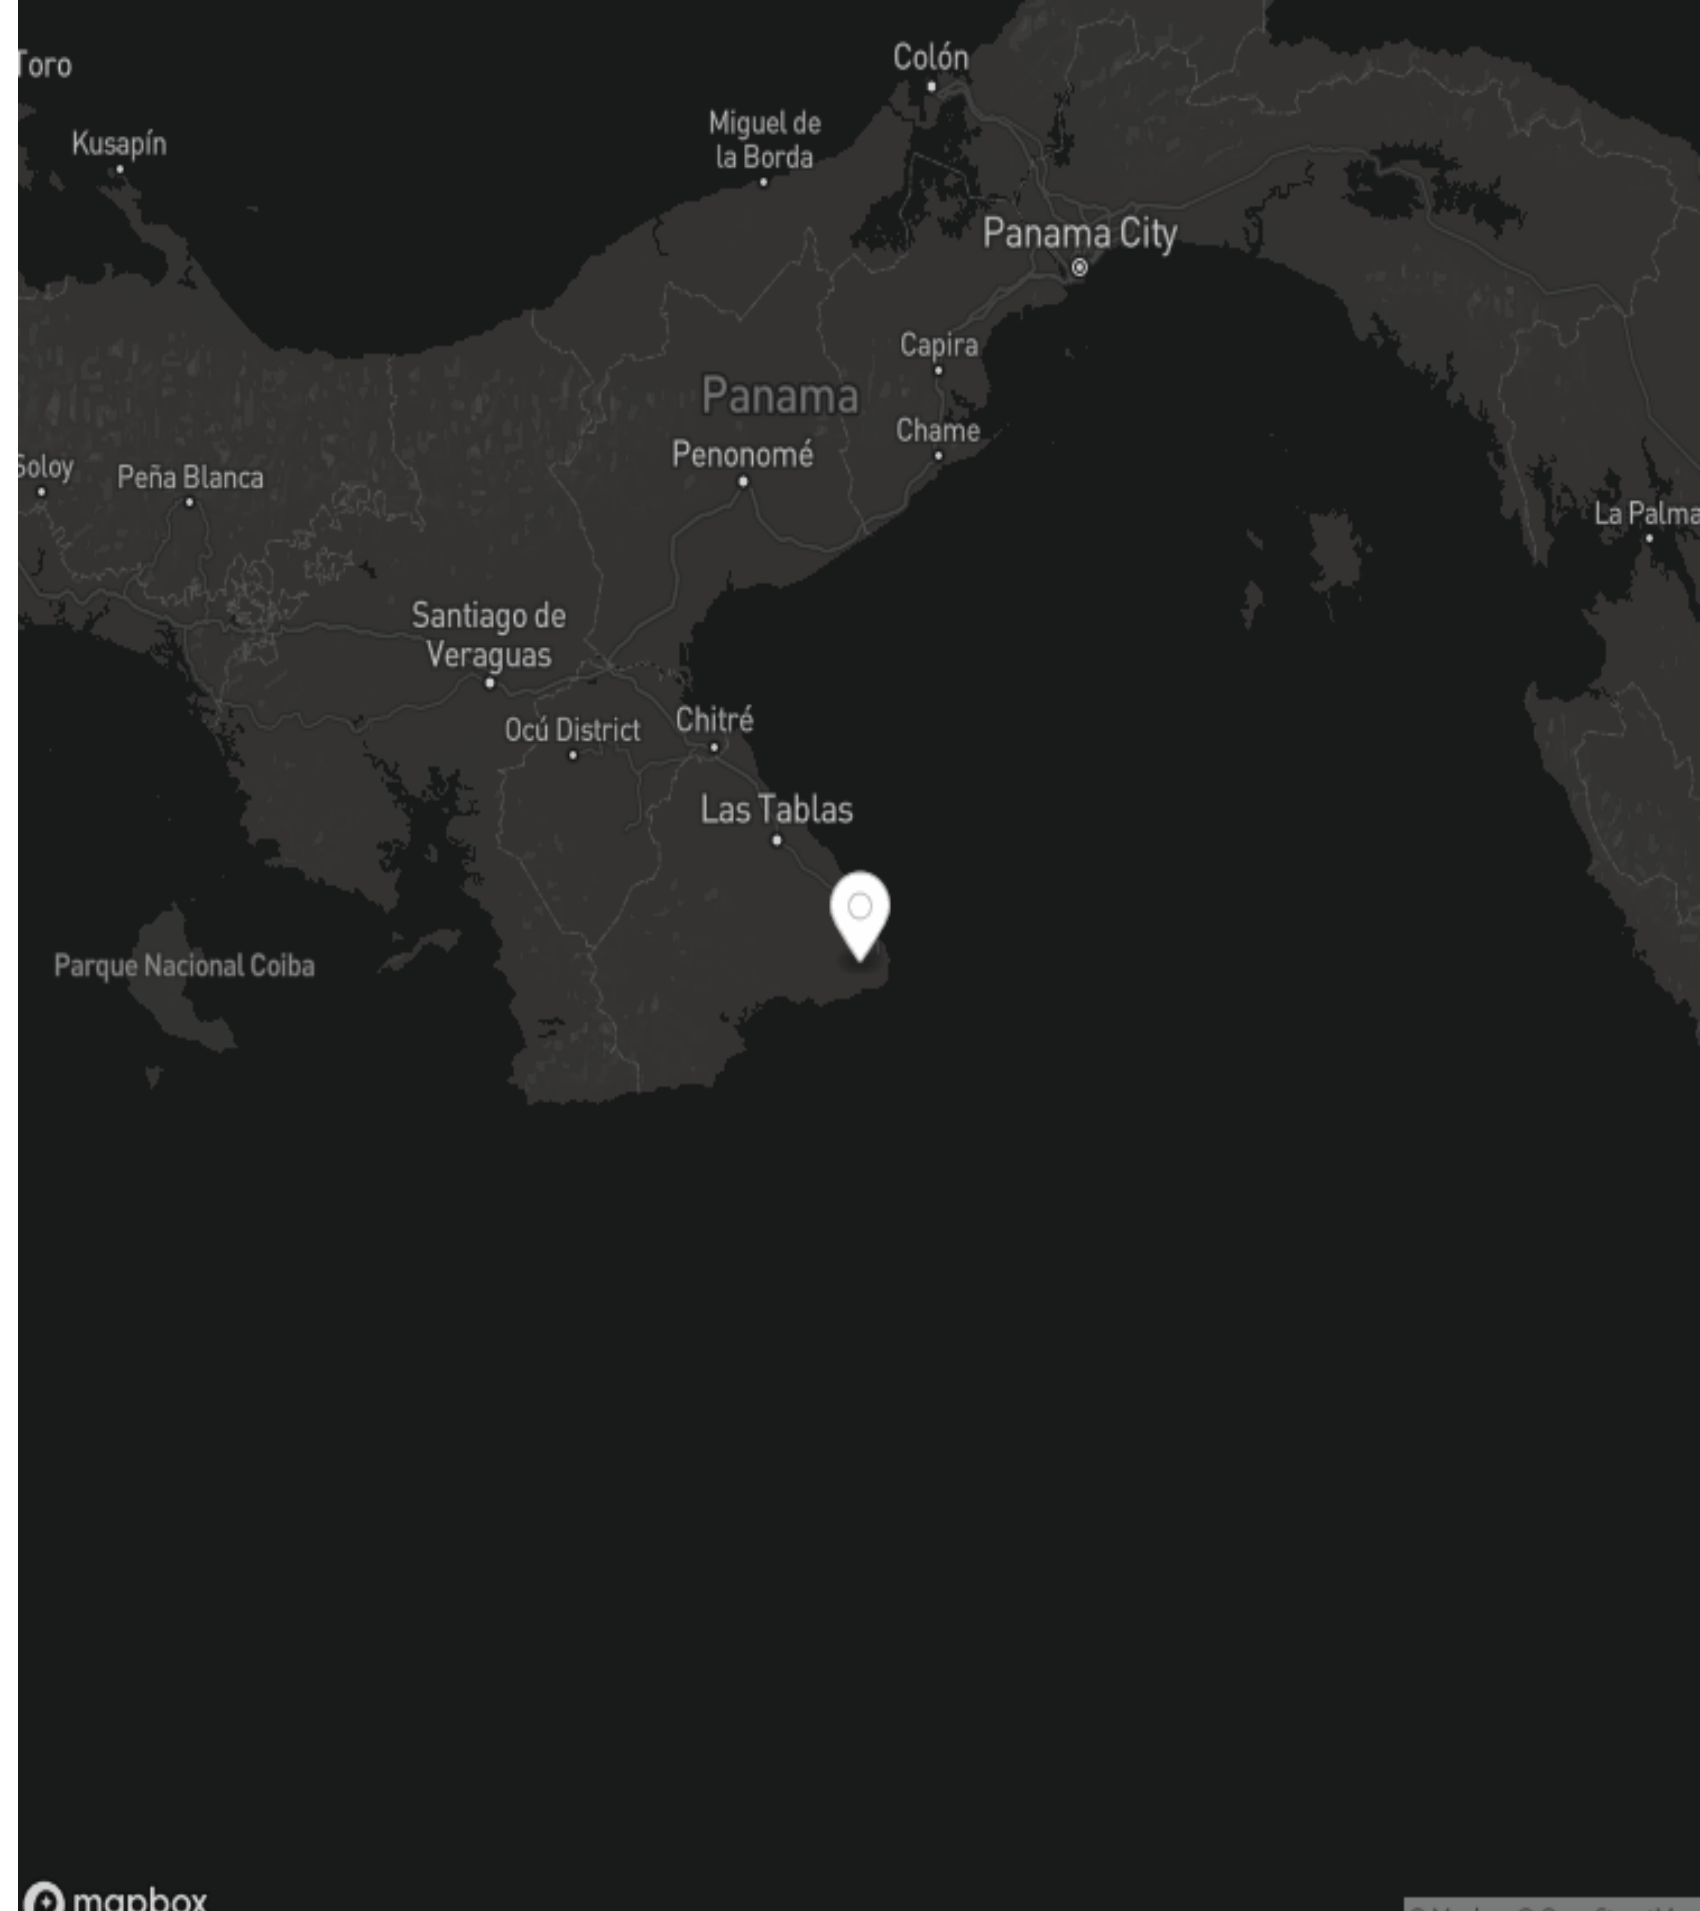 Colón
Toro
Miguel de
la Borda
Kusapín
Panama City
Capira
Panama
Chame
Penonomé
Soloy
Peña Blanca
La Palma
Santiago de
Veraguas
Chitré
Ocú District
Las Tablas
Parque Nacional Coiba
mapbox